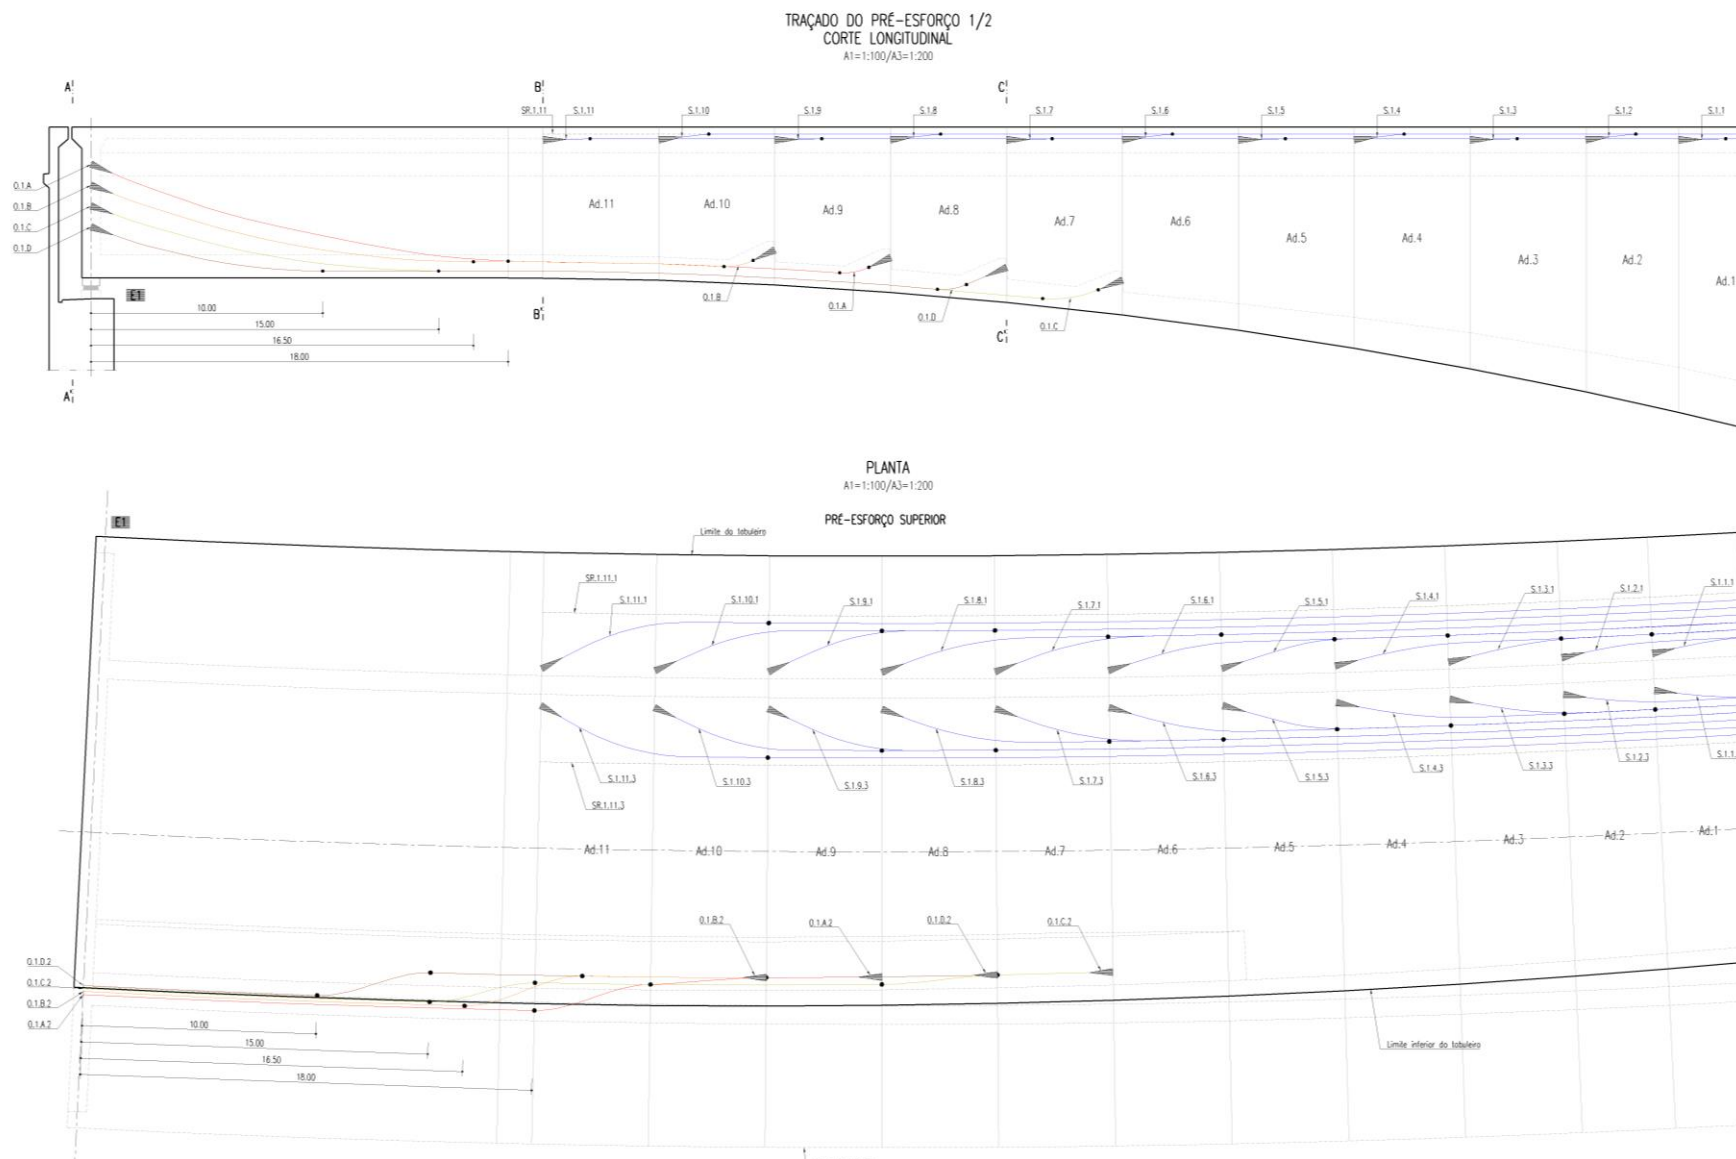 TRAÇADO DO PRÉ-ESFORÇO 1/2
CORTE LONGITUDINAL
A1=1:100/A3=1:200
A' B' C'
SR.1.11 S.1.11 S.1.10 S.1.9 S.1.8 S.1.7 S.1.6 S.1.5 S.1.4 S.1.3 S.1.2 S.1.1
0.1.A
0.1.B
0.1.C
0.1.D
Ad.11 Ad.10 Ad.9 Ad.8 Ad.7 Ad.6 Ad.5 Ad.4 Ad.3 Ad.2 Ad.1
0.1.B 0.1.A 0.1.D 0.1.C
E1
B' C'
10.00
15.00
16.50
18.00
A'
PLANTA
A1=1:100/A3=1:200
PRÉ-ESFORÇO SUPERIOR
E1
Limite do tabuleiro
SR.1.11.1
S.1.11.1 S.1.10.1 S.1.9.1 S.1.8.1 S.1.7.1 S.1.6.1 S.1.5.1 S.1.4.1 S.1.3.1 S.1.2.1 S.1.1.1
S.1.11.3 S.1.10.3 S.1.9.3 S.1.8.3 S.1.7.3 S.1.6.3 S.1.5.3 S.1.4.3 S.1.3.3 S.1.2.3 S.1.1.
SR.1.11.3
Ad.11 Ad.10 Ad.9 Ad.8 Ad.7 Ad.6 Ad.5 Ad.4 Ad.3 Ad.2 Ad.1
0.1.B.2 0.1.A.2 0.1.D.2 0.1.C.2
0.1.D.2
0.1.C.2
0.1.B.2
0.1.A.2
10.00
15.00
16.50
18.00
Limite inferior do tabuleiro